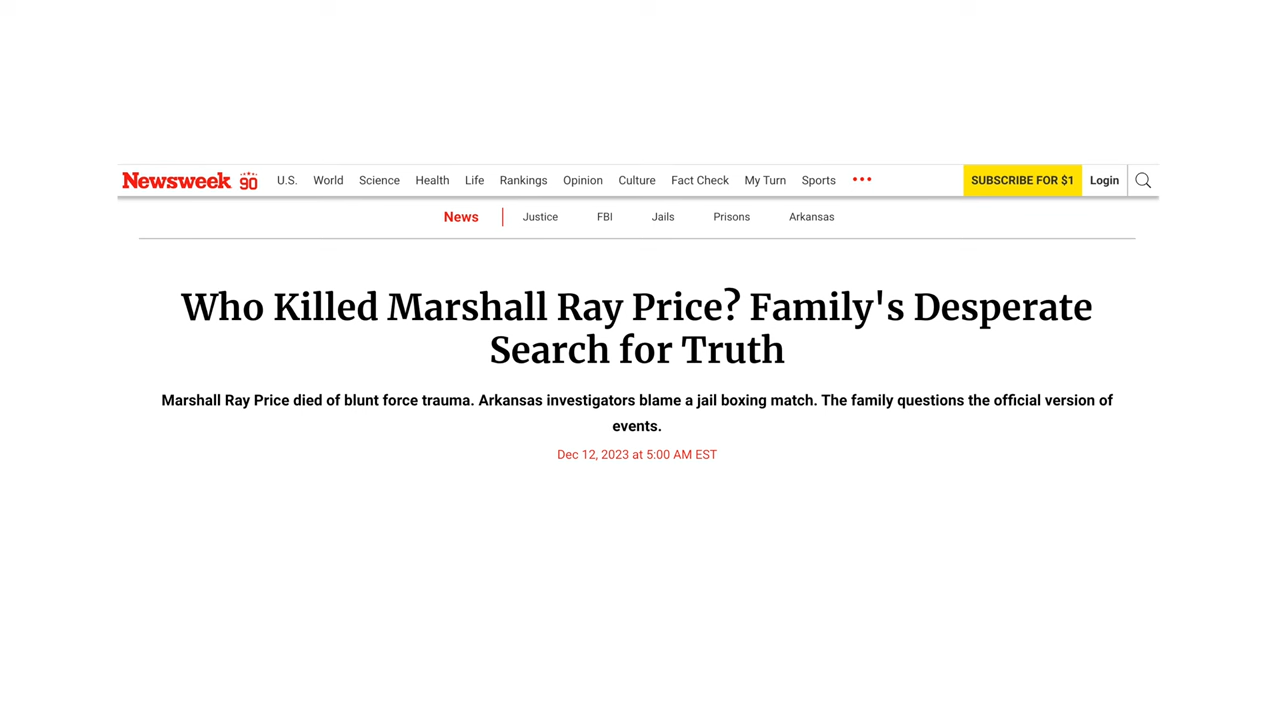 Newsweek 90 U.S. World Science Health Life Rankings Opinion Culture Fact Check My Turn Sports ••• SUBSCRIBE FOR $1 Login
News Justice FBI Jails Prisons Arkansas
Who Killed Marshall Ray Price? Family's Desperate
Search for Truth
Marshall Ray Price died of blunt force trauma. Arkansas investigators blame a jail boxing match. The family questions the official version of
events.
Dec 12, 2023 at 5:00 AM EST